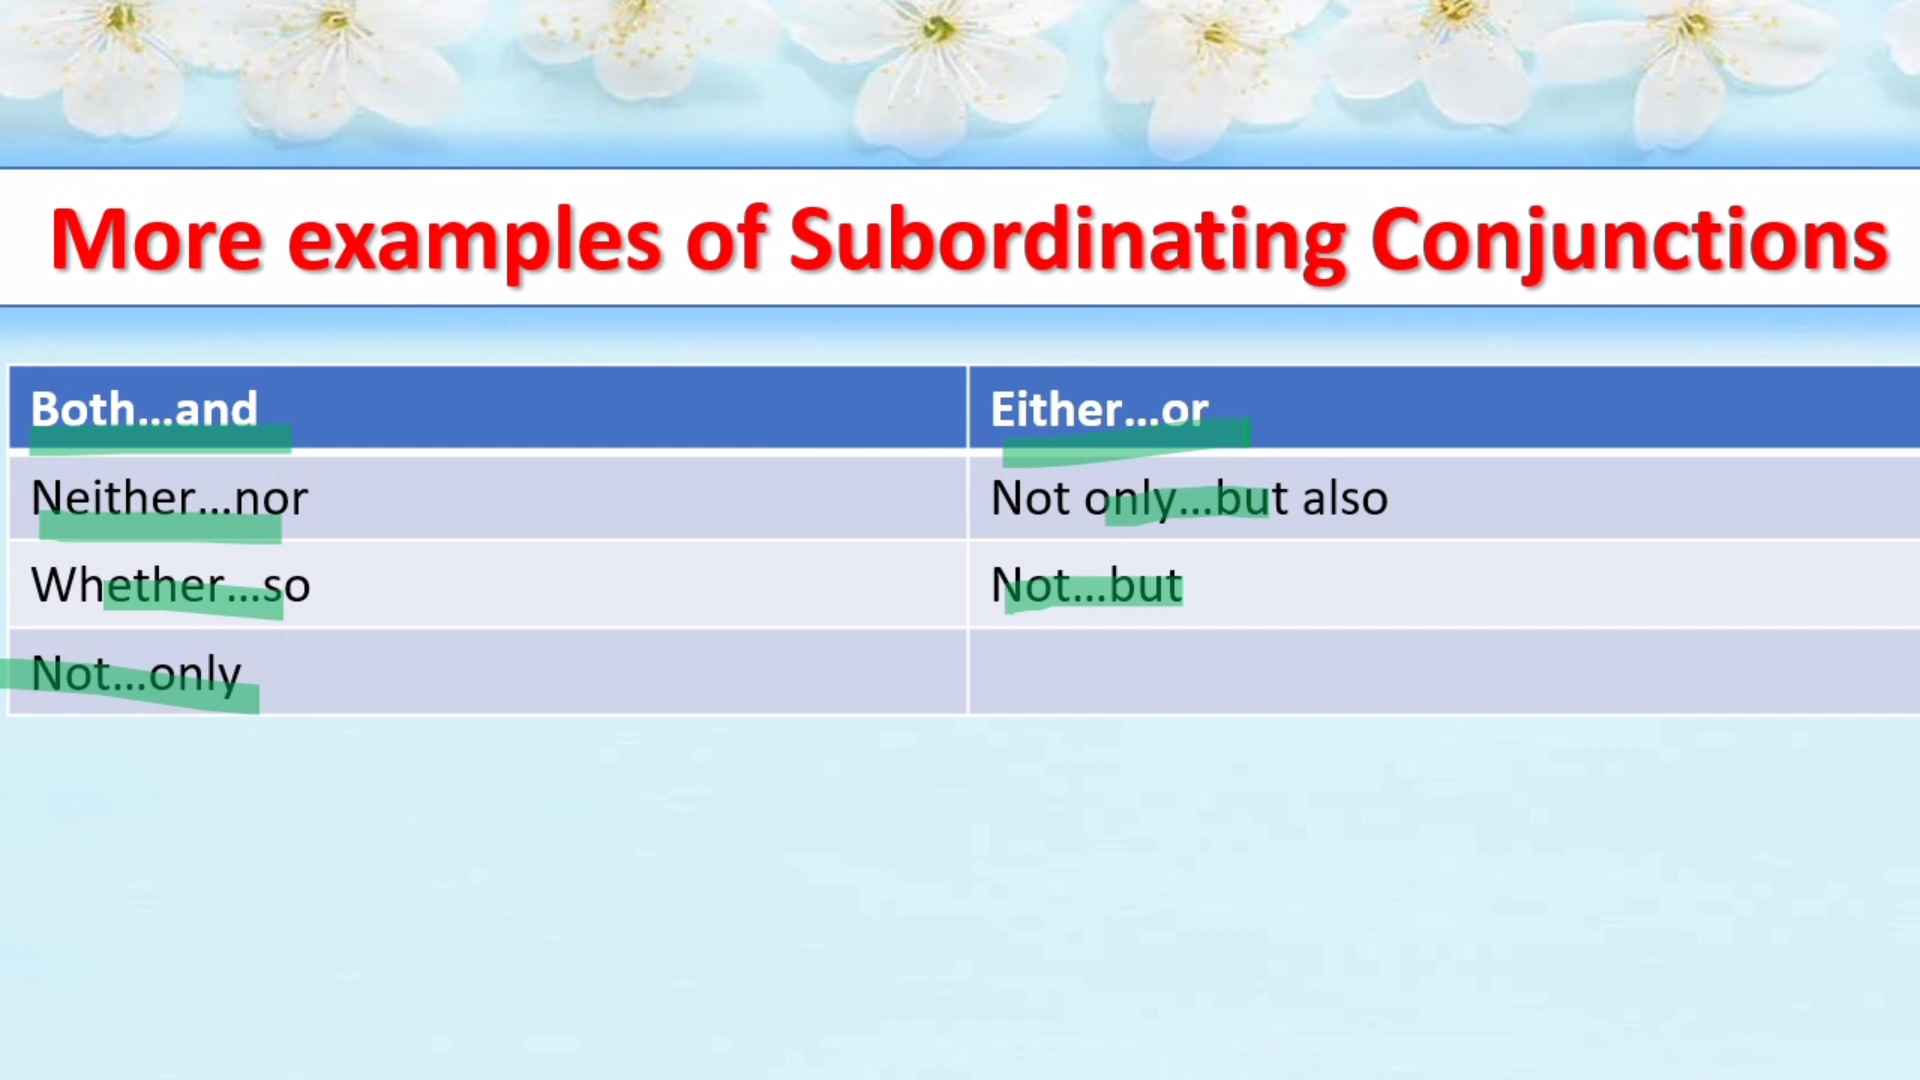 More examples of Subordinating Conjunctions
Both...and
Either...or
Neither...nor
Not only...but also
Whether...so
Not...but
Not...only